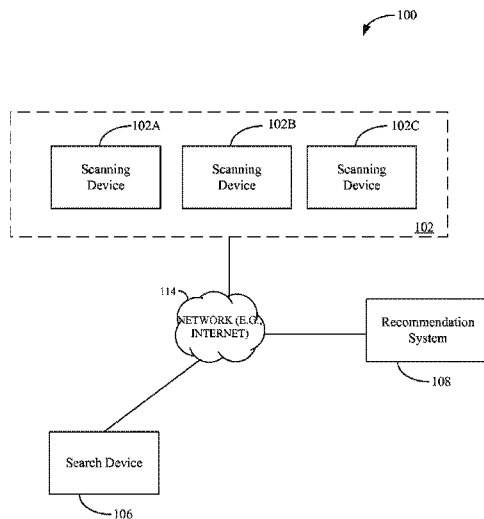 100
102A
102B
102C
Scanning
Device
Scanning
Device
Scanning
Device
102
114
NETWORK (E.G.,
INTERNET)
Recommendation
System
108
Search Device
106